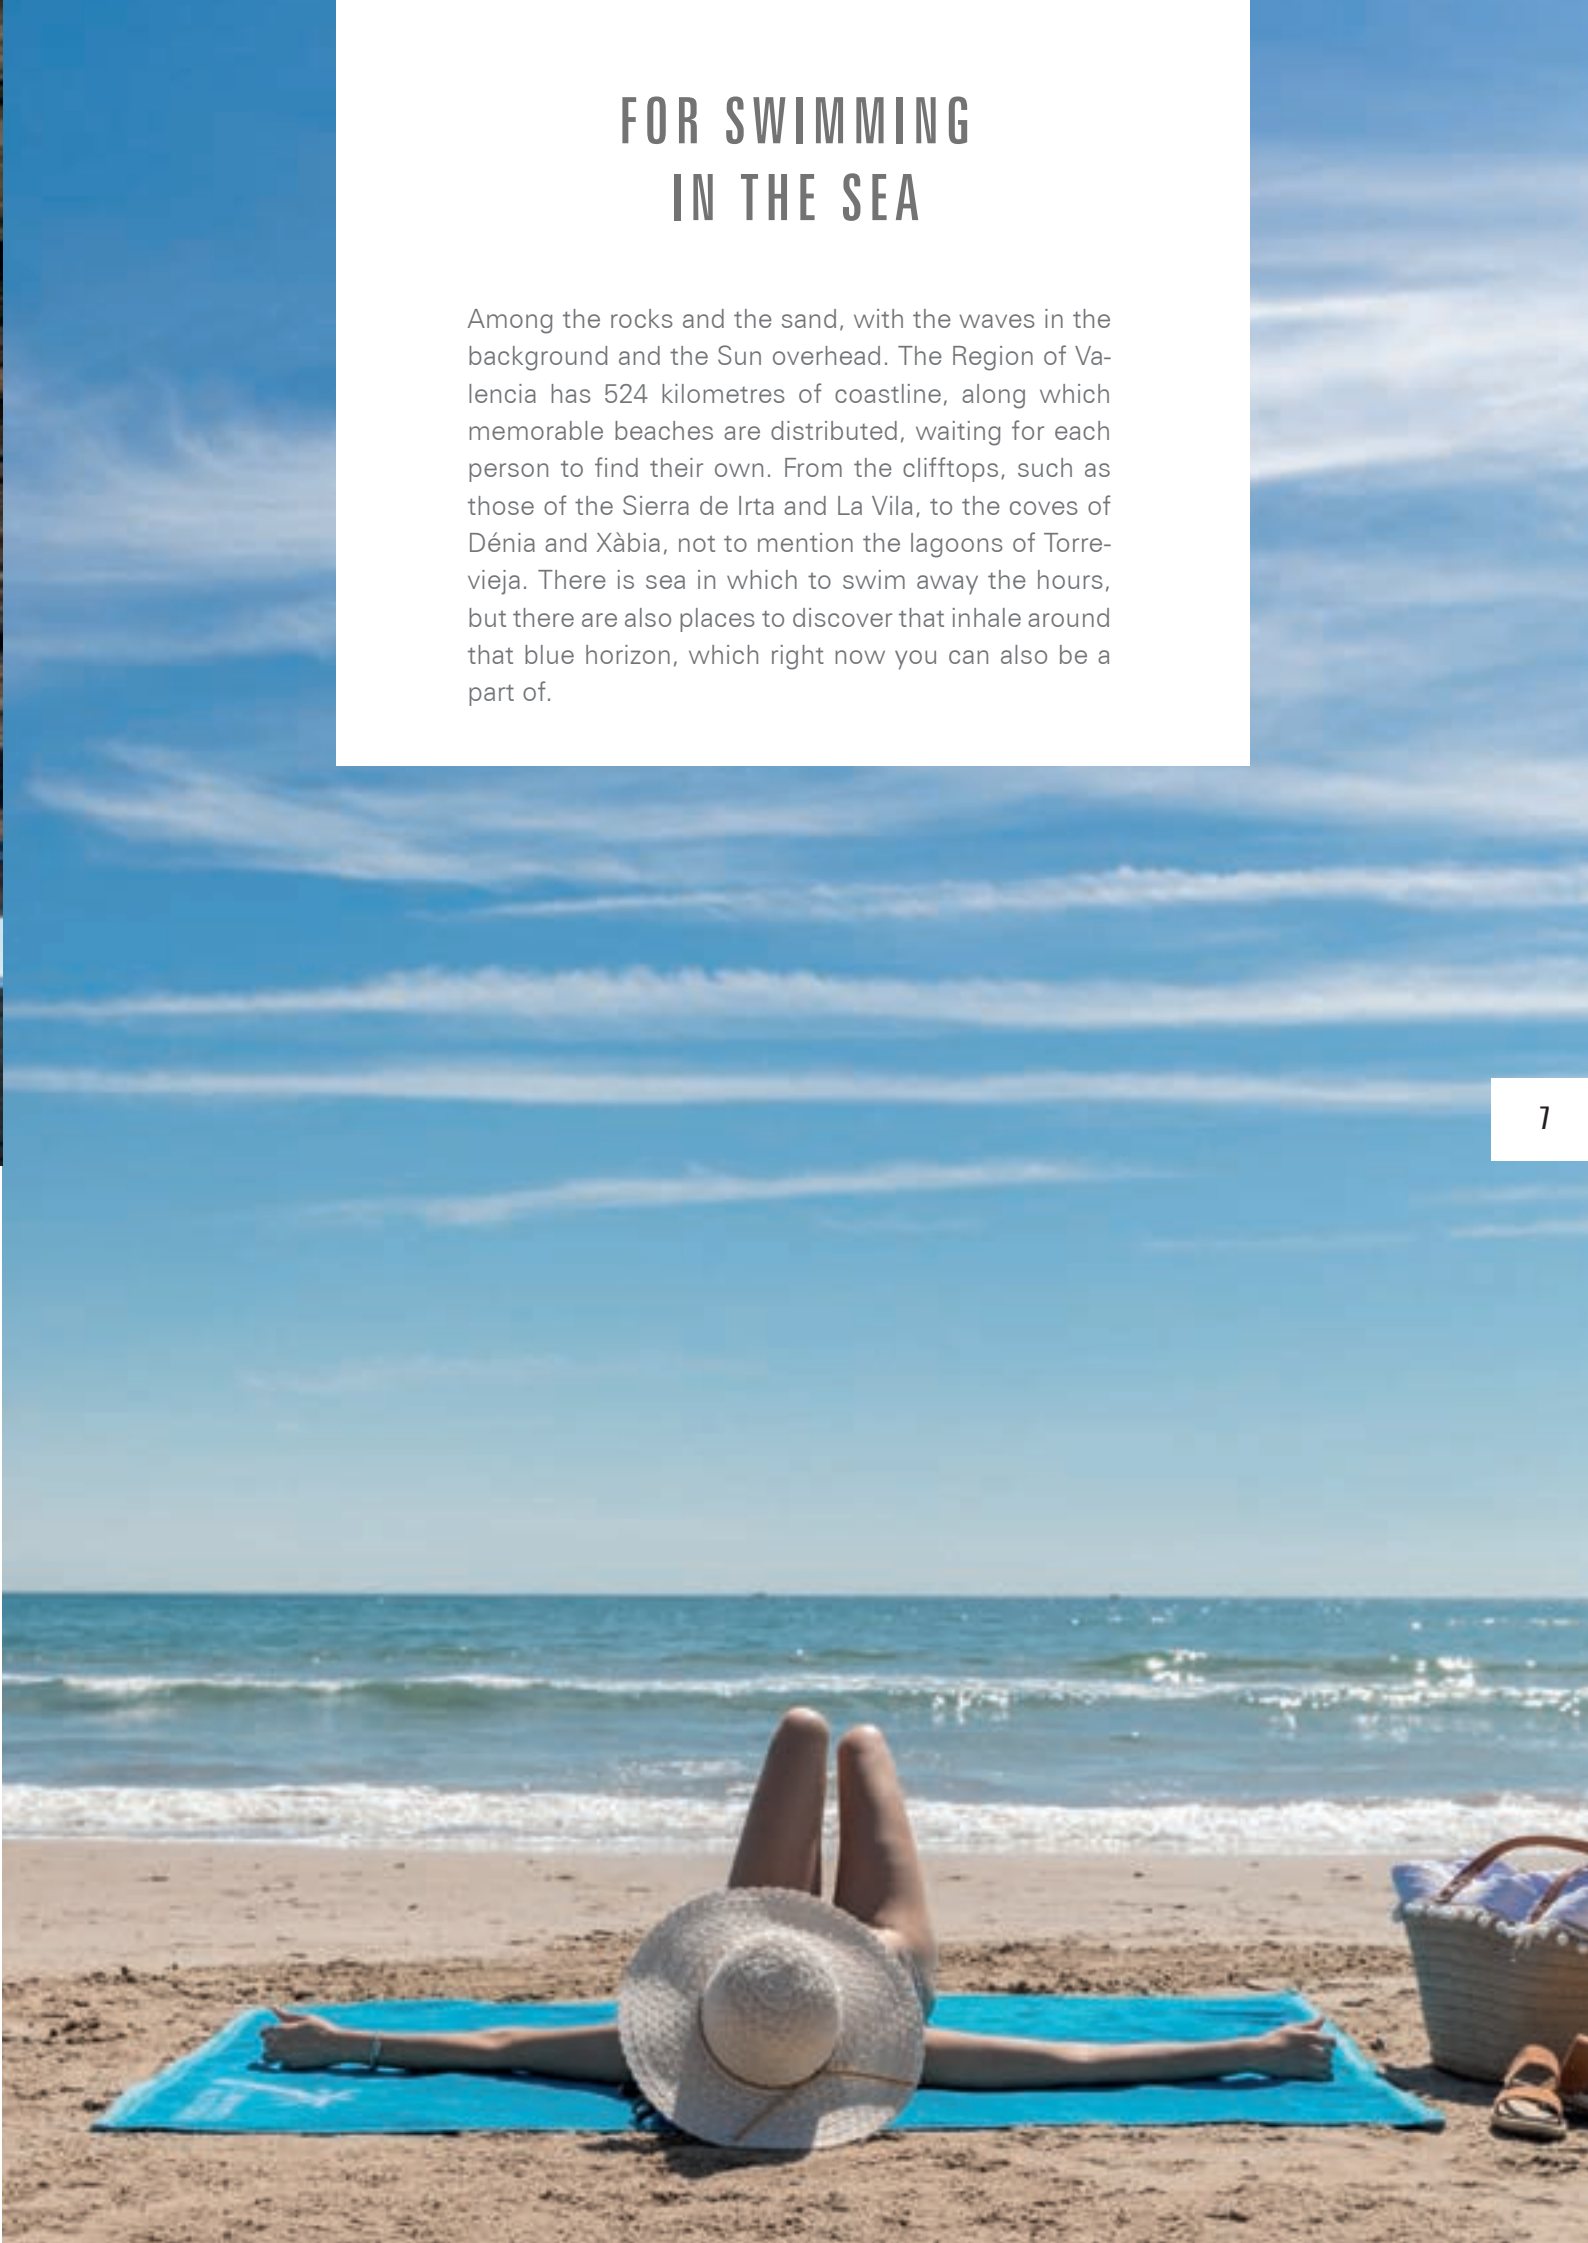 FOR SWIMMING
IN THE SEA
Among the rocks and the sand, with the waves in the
background and the Sun overhead. The Region of Va-
lencia has 524 kilometres of coastline, along which
memorable beaches are distributed, waiting for each
person to find their own. From the clifftops, such as
those of the Sierra de Irta and La Vila, to the coves of
Dénia and Xàbia, not to mention the lagoons of Torre-
vieja. There is sea in which to swim away the hours,
but there are also places to discover that inhale around
that blue horizon, which right now you can also be a
part of.
7